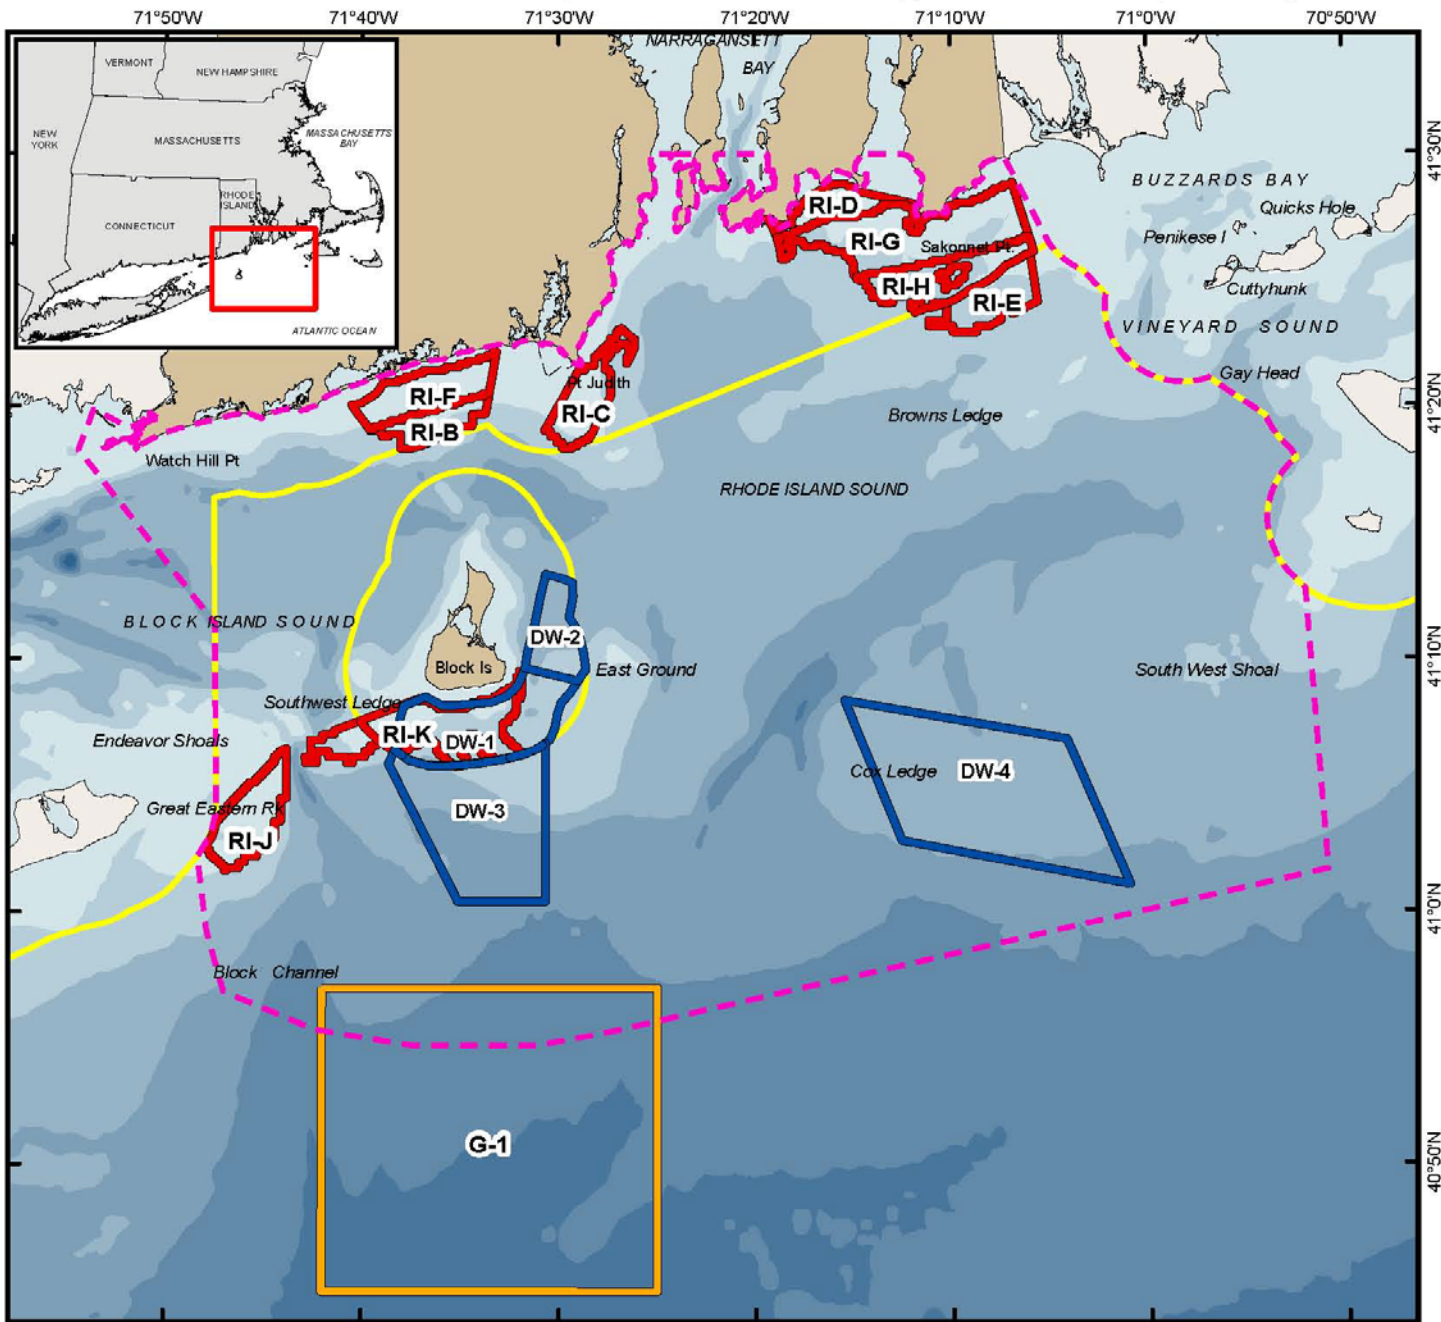 71°50'W 71°40'W 71°30'W 71°20'W 71°10'W 71°0'W 70°50'W
NARRAGANSETT
BAY
VERMONT
NEW HAMPSHIRE
NEW
YORK
MASSACHUSETTS
MASSACHUSETTS
BAY
RHODE
ISLAND
CONNECTICUT
ATLANTIC OCEAN
41°30'N
BUZZARDS BAY
Quicks Hole
Penikese I
Cuttyhunk
VINEYARD SOUND
Gay Head
RI-D
RI-G
Sakonnet Pt.
RI-H
RI-E
Pt Judith
RI-F
RI-C
RI-B
41°20'N
Browns Ledge
Watch Hill Pt
RHODE ISLAND SOUND
BLOCK ISLAND SOUND
DW-2
Block Is
East Ground
South West Shoal
41°10'N
Southwest Ledge
RI-K
DW-1
Endeavor Shoals
Cox Ledge
DW-4
Great Eastern Rk
DW-3
RI-J
41°0'N
Block Channel
G-1
40°50'N